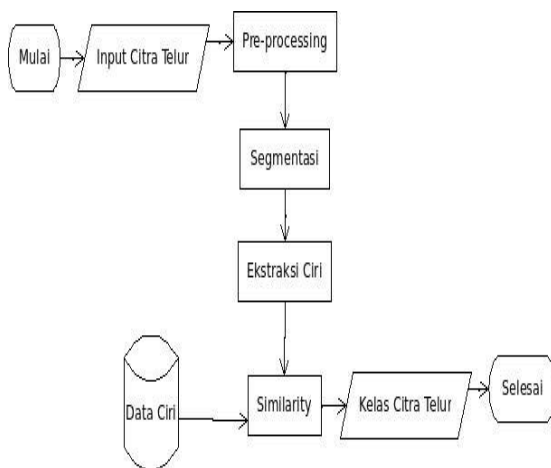 Mulai
Input Citra Telur
Pre-processing
Segmentasi
Ekstraksi Ciri
Data Ciri
Similarity
Kelas Citra Telur
Selesai